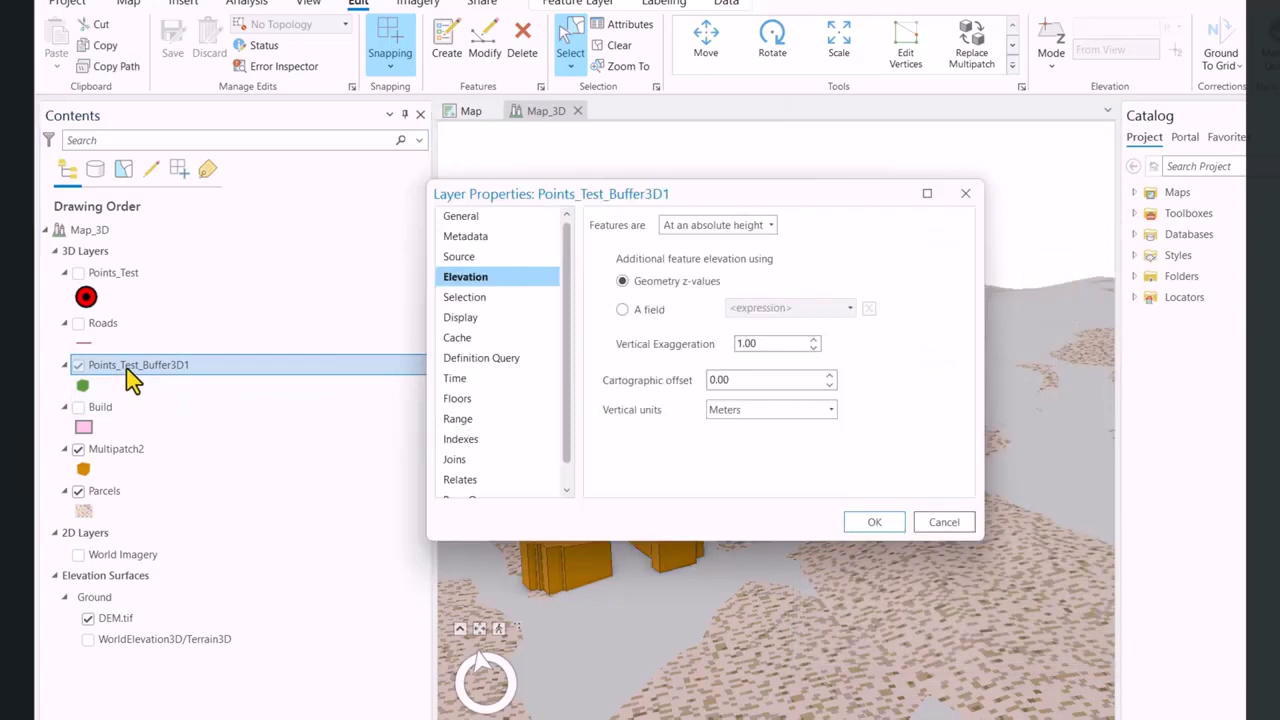 Project Map Insert Analysis View Edit Imagery Share Feature Layer Labeling Data
Paste
Cut
Copy
Copy Path
Clipboard
Save
Discard
No Topology
Status
Error Inspector
Manage Edits
Snapping
Snapping
Create
Modify
Delete
Features
Select
Attributes
Clear
Zoom To
Selection
Move
Rotate
Scale
Edit
Vertices
Replace
Multipatch
Tools
Mode
From View
Elevation
Ground
To Grid
Corrections
Contents
Search
Drawing Order
Map_3D
3D Layers
Points_Test
Roads
Points_Test_Buffer3D1
Build
Multipatch2
Parcels
2D Layers
World Imagery
Elevation Surfaces
Ground
DEM.tif
WorldElevation3D/Terrain3D
Map
Map_3D
Layer Properties: Points_Test_Buffer3D1
General
Metadata
Source
Elevation
Selection
Display
Cache
Definition Query
Time
Floors
Range
Indexes
Joins
Relates
Features are At an absolute height
Additional feature elevation using
Geometry z-values
A field <expression>
Vertical Exaggeration 1.00
Cartographic offset 0.00
Vertical units Meters
OK Cancel
Catalog
Project Portal Favorites
Search Project
Maps
Toolboxes
Databases
Styles
Folders
Locators